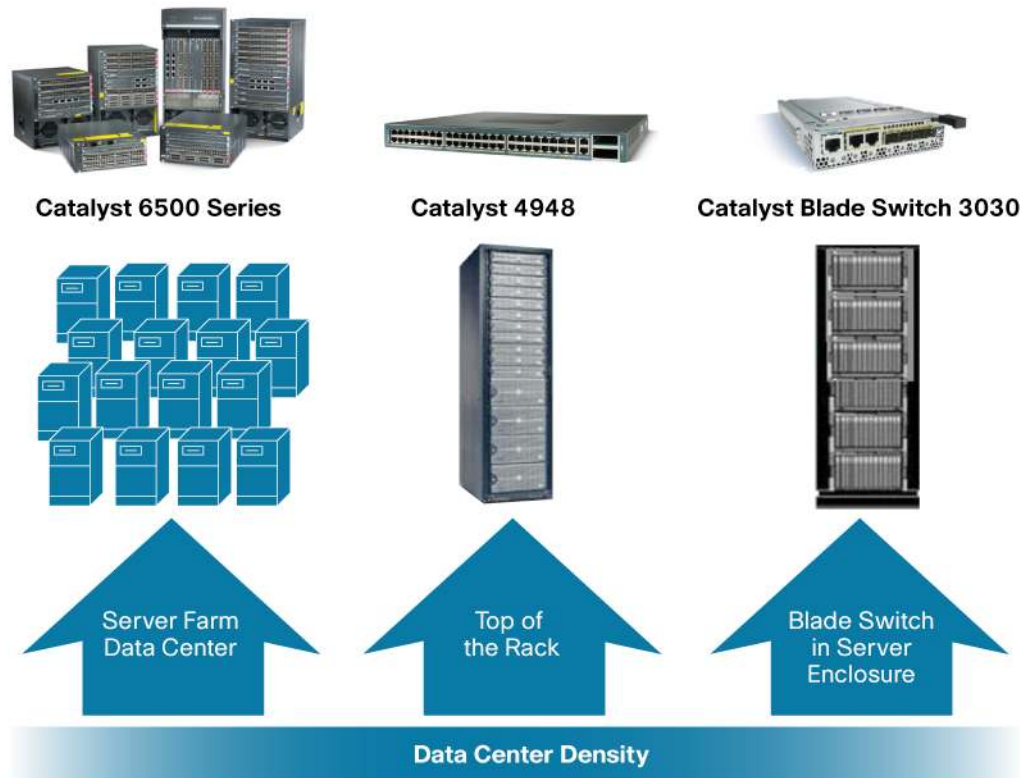 Catalyst 6500 Series
Catalyst 4948
Catalyst Blade Switch 3030
Server Farm
Data Center
Top of
the Rack
Blade Switch
in Server
Enclosure
Data Center Density